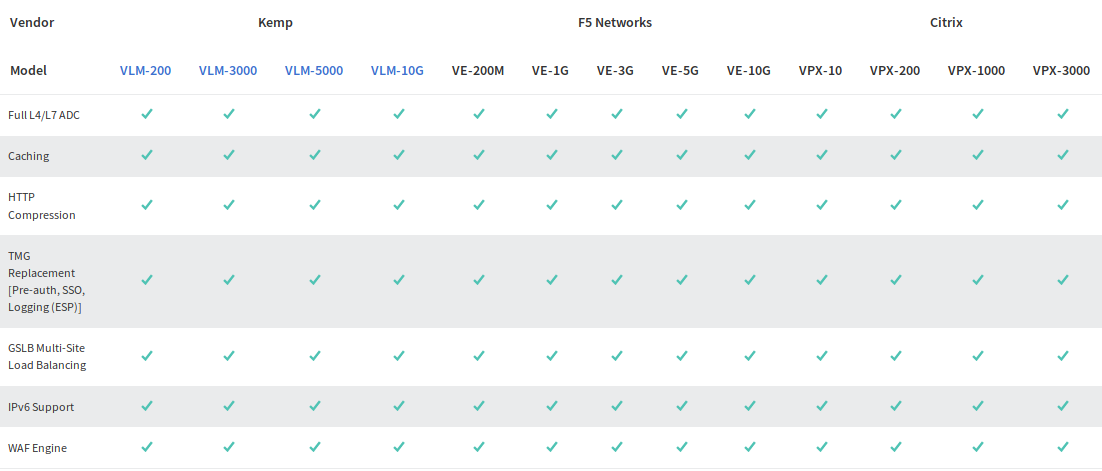 Vendor Kemp F5 Networks Citrix
Model VLM-200 VLM-3000 VLM-5000 VLM-10G VE-200M VE-1G VE-3G VE-5G VE-10G VPX-10 VPX-200 VPX-1000 VPX-3000
Full L4/L7 ADC ✓ ✓ ✓ ✓ ✓ ✓ ✓ ✓ ✓ ✓ ✓ ✓ ✓
Caching ✓ ✓ ✓ ✓ ✓ ✓ ✓ ✓ ✓ ✓ ✓ ✓ ✓
HTTP
Compression ✓ ✓ ✓ ✓ ✓ ✓ ✓ ✓ ✓ ✓ ✓ ✓ ✓
TMG
Replacement
[Pre-auth, SSO, ✓ ✓ ✓ ✓ ✓ ✓ ✓ ✓ ✓ ✓ ✓ ✓ ✓
Logging (ESP)]
GSLB Multi-Site
Load Balancing ✓ ✓ ✓ ✓ ✓ ✓ ✓ ✓ ✓ ✓ ✓ ✓ ✓
IPv6 Support ✓ ✓ ✓ ✓ ✓ ✓ ✓ ✓ ✓ ✓ ✓ ✓ ✓
WAF Engine ✓ ✓ ✓ ✓ ✓ ✓ ✓ ✓ ✓ ✓ ✓ ✓ ✓